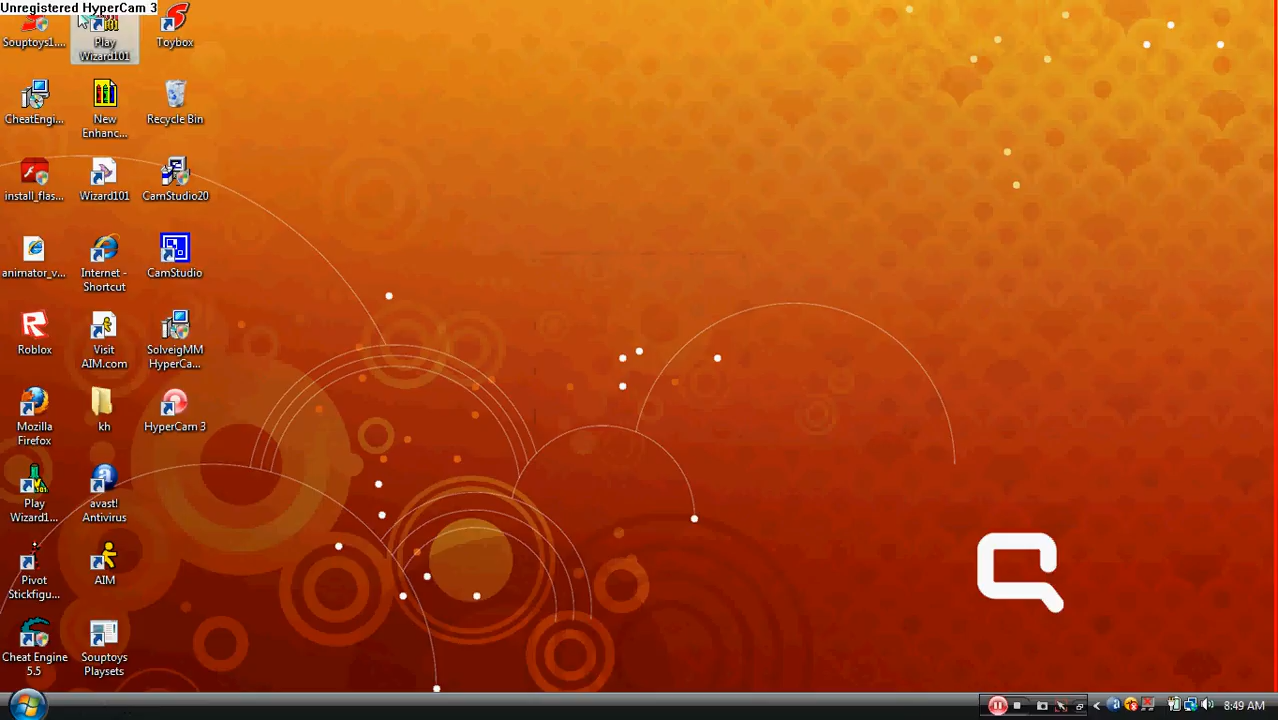 Unregistered HyperCam 3
Souptoys1....
Play
Wizard101
Toybox
CheatEngi...
New
Enhanc...
Recycle Bin
install_flas...
Wizard101
CamStudio20
animator_v...
Internet -
Shortcut
CamStudio
Roblox
Visit
AIM.com
SolveigMM
HyperCa...
Mozilla
Firefox
kh
HyperCam 3
Play
Wizard1...
avast!
Antivirus
Pivot
Stickfigu...
AIM
Cheat Engine
5.5
Souptoys
Playsets
8:49 AM